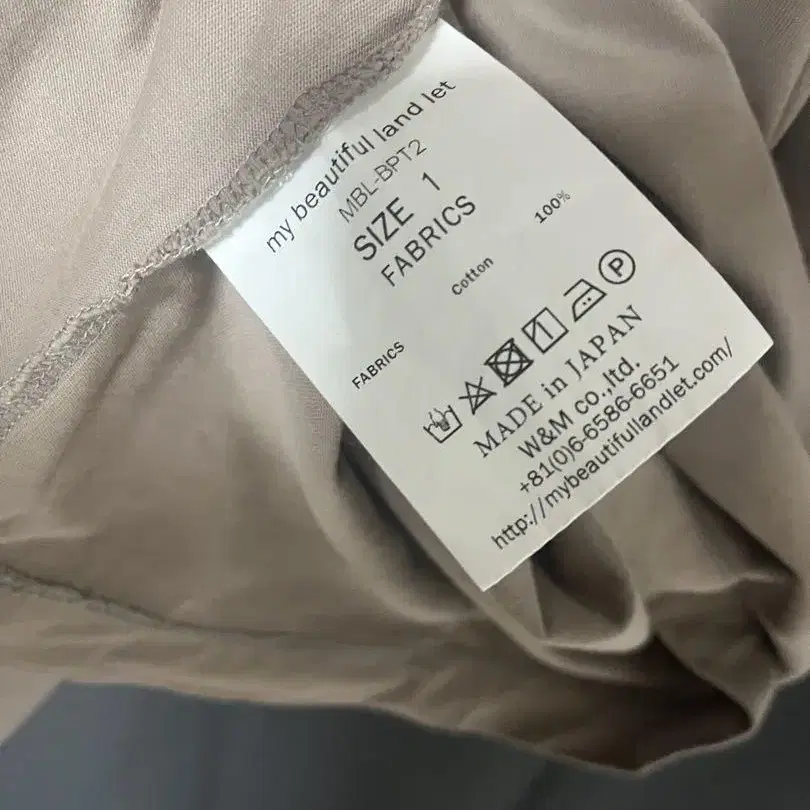 my beautiful land let
MBL-BPT2
SIZE 1
FABRICS
FABRICS Cotton 100%
P
MADE in JAPAN
W&M co.,ltd.
+81(0)6-6586-6651
http://mybeautifullandlet.com/